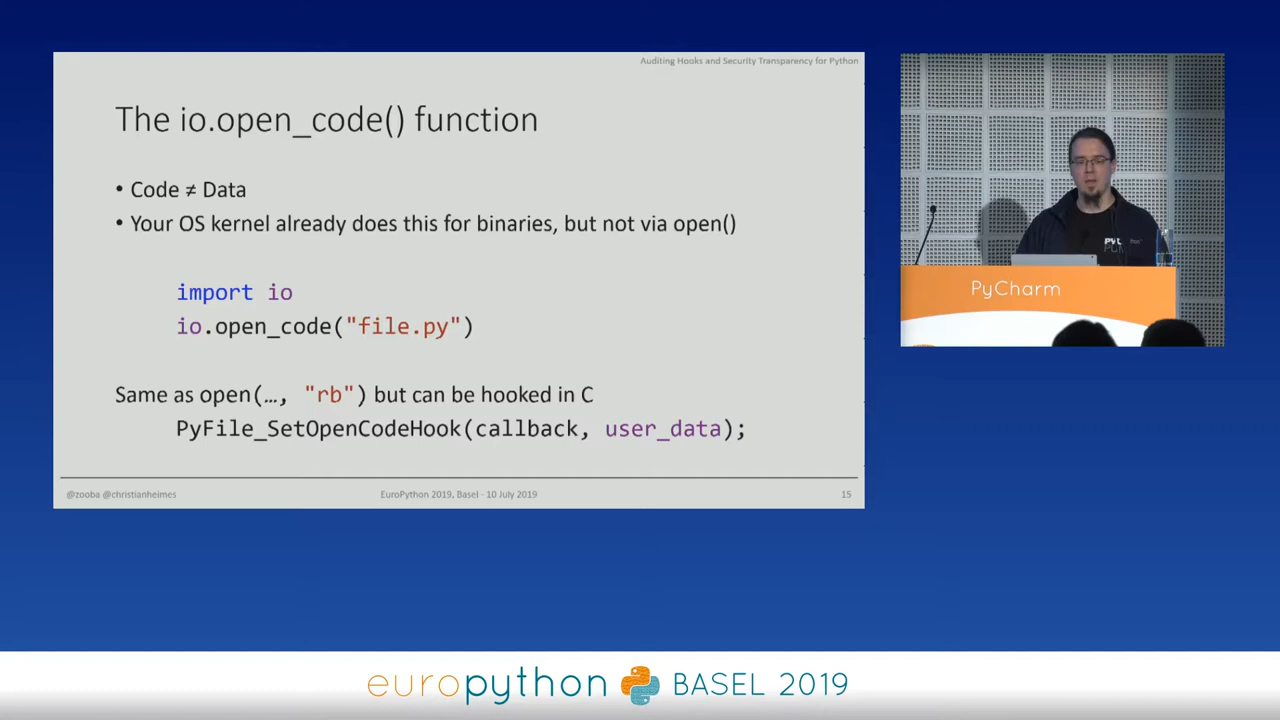 Auditing Hooks and Security Transparency for Python
The io.open_code() function
• Code ≠ Data
• Your OS kernel already does this for binaries, but not via open()
import io
io.open_code("file.py")
Same as open(…, "rb") but can be hooked in C
PyFile_SetOpenCodeHook(callback, user_data);
@zooba @christianheimes
EuroPython 2019, Basel - 10 July 2019
15
PyCharm
europython BASEL 2019